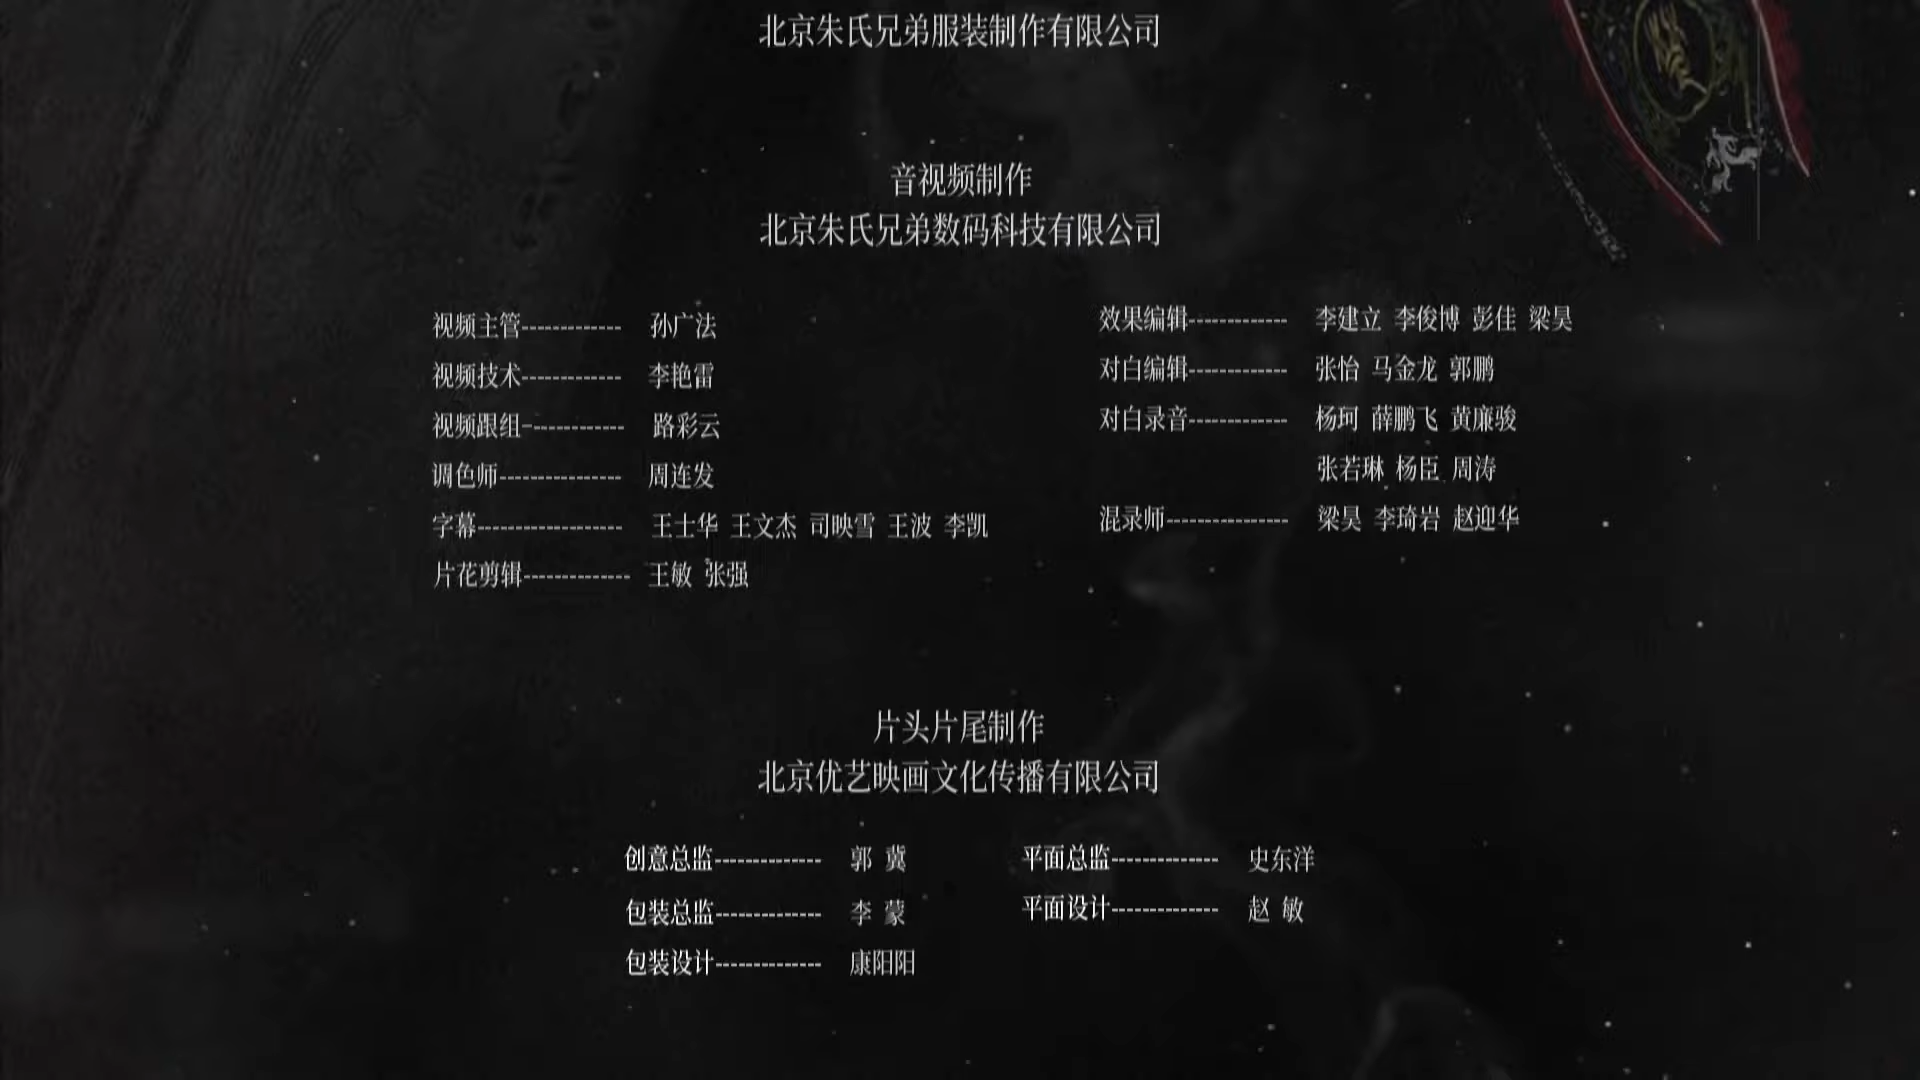 北京朱氏兄弟服装制作有限公司
音视频制作
北京朱氏兄弟数码科技有限公司
视频主管------------- 孙广法
视频技术------------- 李艳雷
视频跟组------------- 路彩云
调色师---------------- 周连发
字幕------------------- 王士华 王文杰 司映雪 王波 李凯
片花剪辑-------------- 王敏 张强
效果编辑------------- 李建立 李俊博 彭佳 梁昊
对白编辑------------- 张怡 马金龙 郭鹏
对白录音------------- 杨珂 薛鹏飞 黄廉骏
张若琳 杨臣 周涛
混录师---------------- 梁昊 李琦岩 赵迎华
片头片尾制作
北京优艺映画文化传播有限公司
创意总监-------------- 郭 冀
包装总监-------------- 李 蒙
包装设计-------------- 康阳阳
平面总监-------------- 史东洋
平面设计-------------- 赵 敏